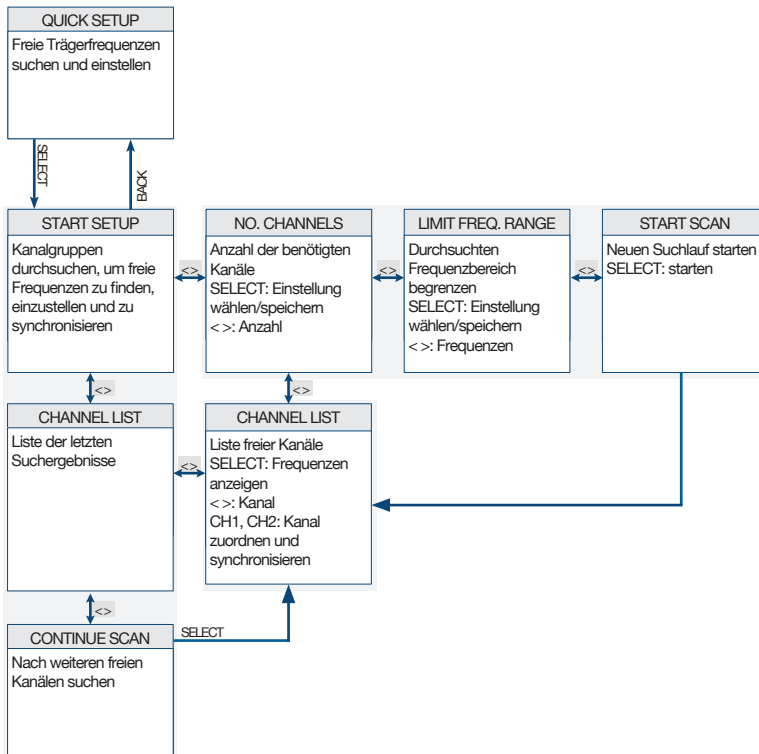 QUICK SETUP
Freie Trägerfrequenzen
suchen und einstellen
SELECT
BACK
START SETUP
Kanalgruppen
durchsuchen, um freie
Frequenzen zu finden,
einzustellen und zu
synchronisieren
<>
NO. CHANNELS
Anzahl der benötigten
Kanäle
SELECT: Einstellung
wählen/speichern
< >: Anzahl
<>
LIMIT FREQ. RANGE
Durchsuchten
Frequenzbereich
begrenzen
SELECT: Einstellung
wählen/speichern
< >: Frequenzen
<>
START SCAN
Neuen Suchlauf starten
SELECT: starten
<>
<>
CHANNEL LIST
Liste der letzten
Suchergebnisse
<>
CHANNEL LIST
Liste freier Kanäle
SELECT: Frequenzen
anzeigen
< >: Kanal
CH1, CH2: Kanal
zuordnen und
synchronisieren
<>
CONTINUE SCAN
Nach weiteren freien
Kanälen suchen
SELECT